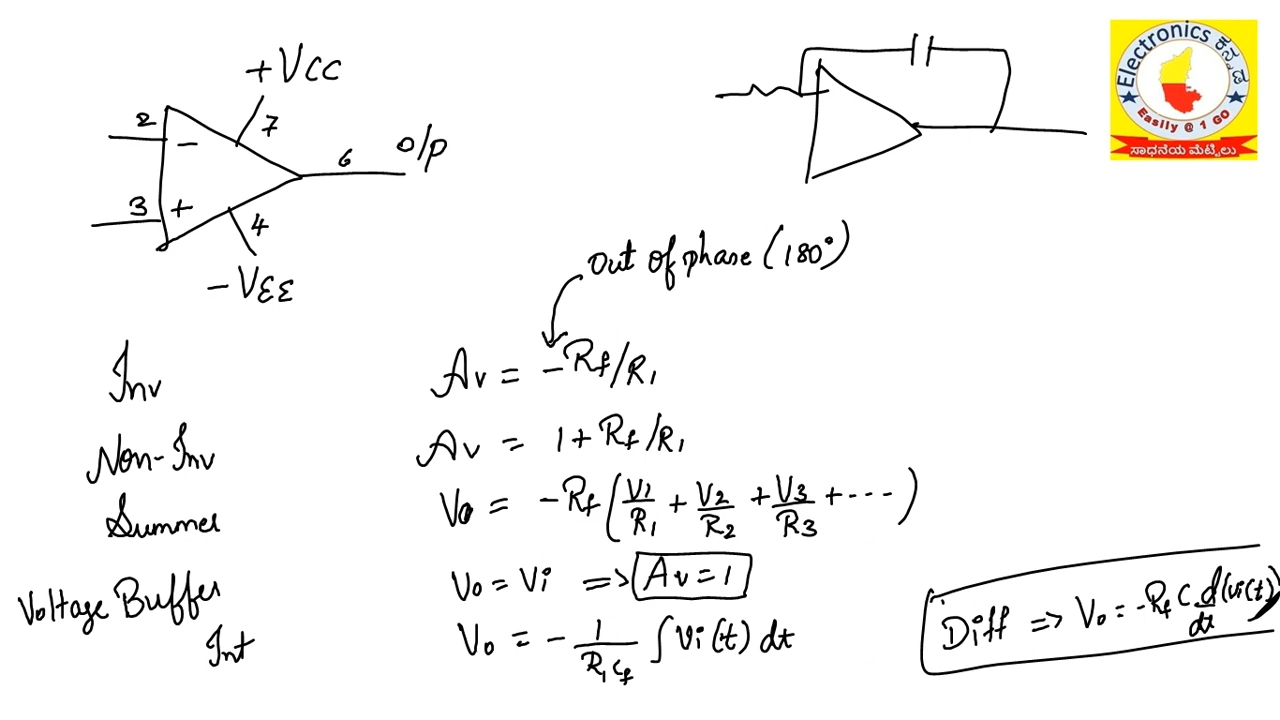 +VCC
2
7
-
6
o/p
3
+
4
-VEE
Electronics ಕನ್ನಡ
Easily @ 1 GO
ಸಾಧನೆಯ ಮೆಟ್ಟಿಲು
Out of phase (180°)
Inv Av = -Rf/R1
Non-Inv Av = 1+Rf/R1
Summer Vo = -Rf(V1/R1 + V2/R2 + V3/R3 + ----)
Voltage Buffer Vo = Vi => Av=1
Int Vo = - 1/R1Cf ∫Vi(t) dt
Diff => Vo = -Rf C d(Vi(t))/dt